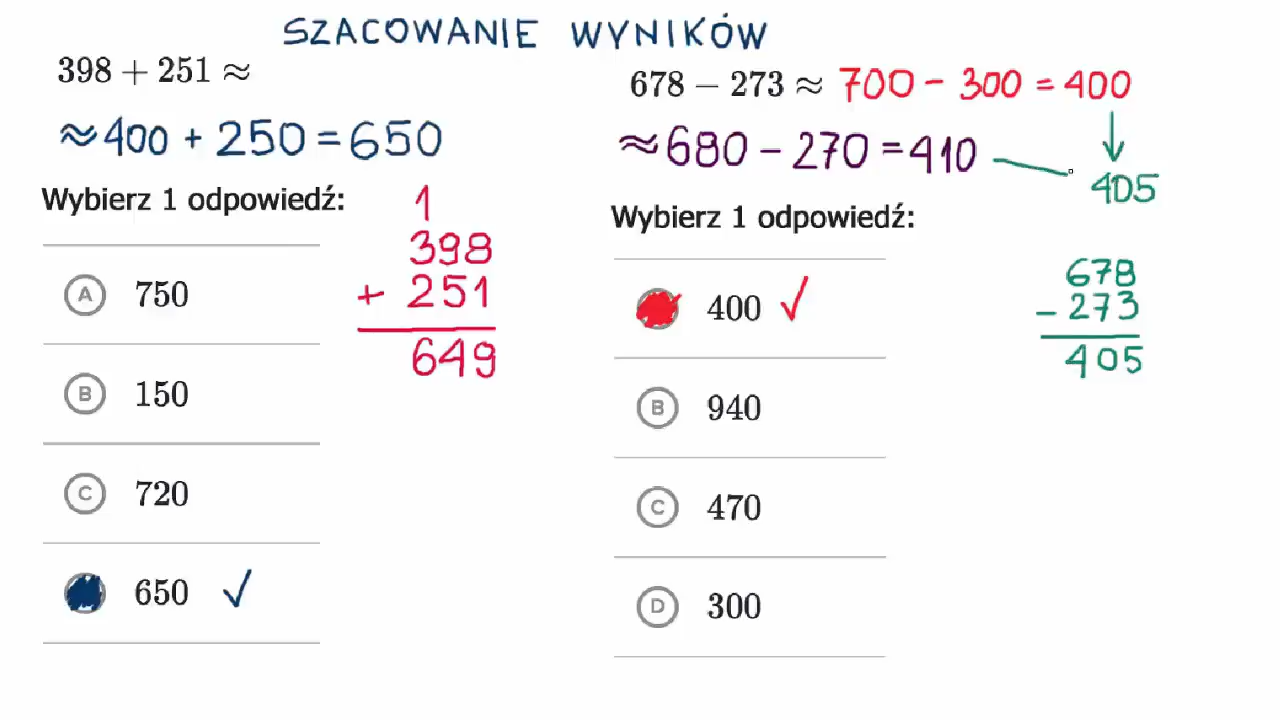 SZACOWANIE WYNIKÓW
398 + 251 ≈
≈ 400 + 250 = 650
Wybierz 1 odpowiedź:
A 750
B 150
C 720
650 ✓
1
398
+ 251
649
678 − 273 ≈ 700 − 300 = 400
≈ 680 − 270 = 410
405
Wybierz 1 odpowiedź:
400 ✓
B 940
C 470
D 300
678
− 273
405